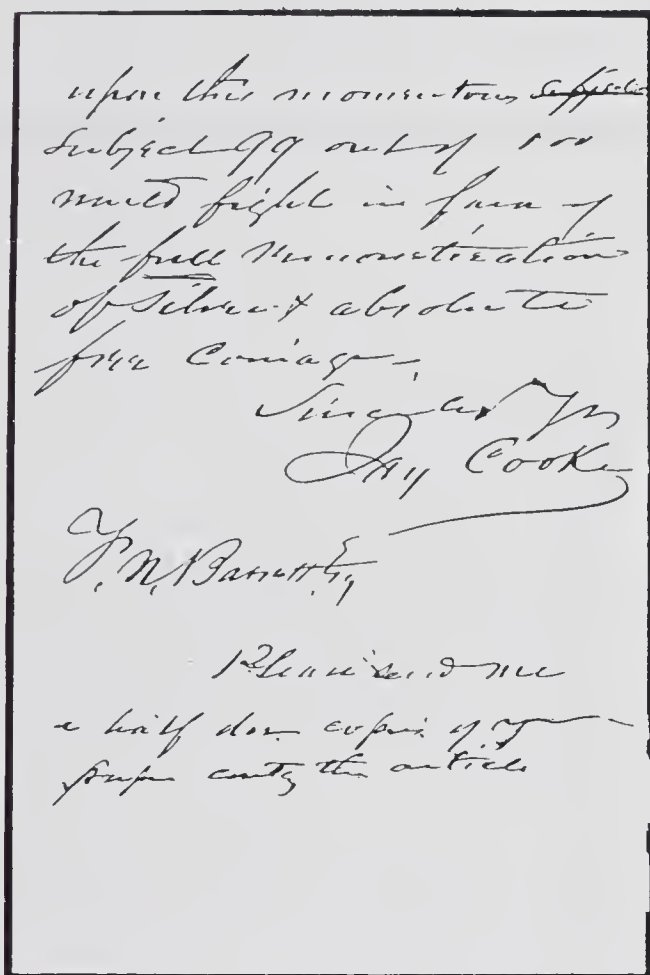 upon this momentous
subject 99 out of 100
would fight in favor of
the full remonetization
of silver & absolute
free coinage.
Sincerely Yrs
Jay Cooke
F. N. Barrett Esq
Please send me
a half doz copies of your
paper contg the article